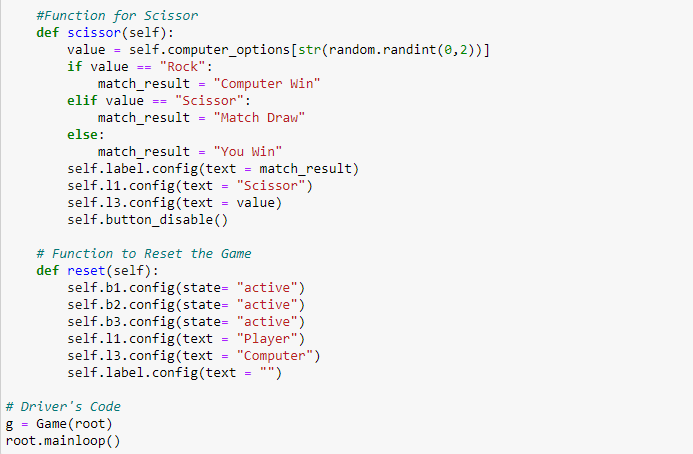 #Function for Scissor
def scissor(self):
value = self.computer_options[str(random.randint(0,2))]
if value == "Rock":
match_result = "Computer Win"
elif value == "Scissor":
match_result = "Match Draw"
else:
match_result = "You Win"
self.label.config(text = match_result)
self.l1.config(text = "Scissor")
self.l3.config(text = value)
self.button_disable()
# Function to Reset the Game
def reset(self):
self.b1.config(state= "active")
self.b2.config(state= "active")
self.b3.config(state= "active")
self.l1.config(text = "Player")
self.l3.config(text = "Computer")
self.label.config(text = "")
# Driver's Code
g = Game(root)
root.mainloop()